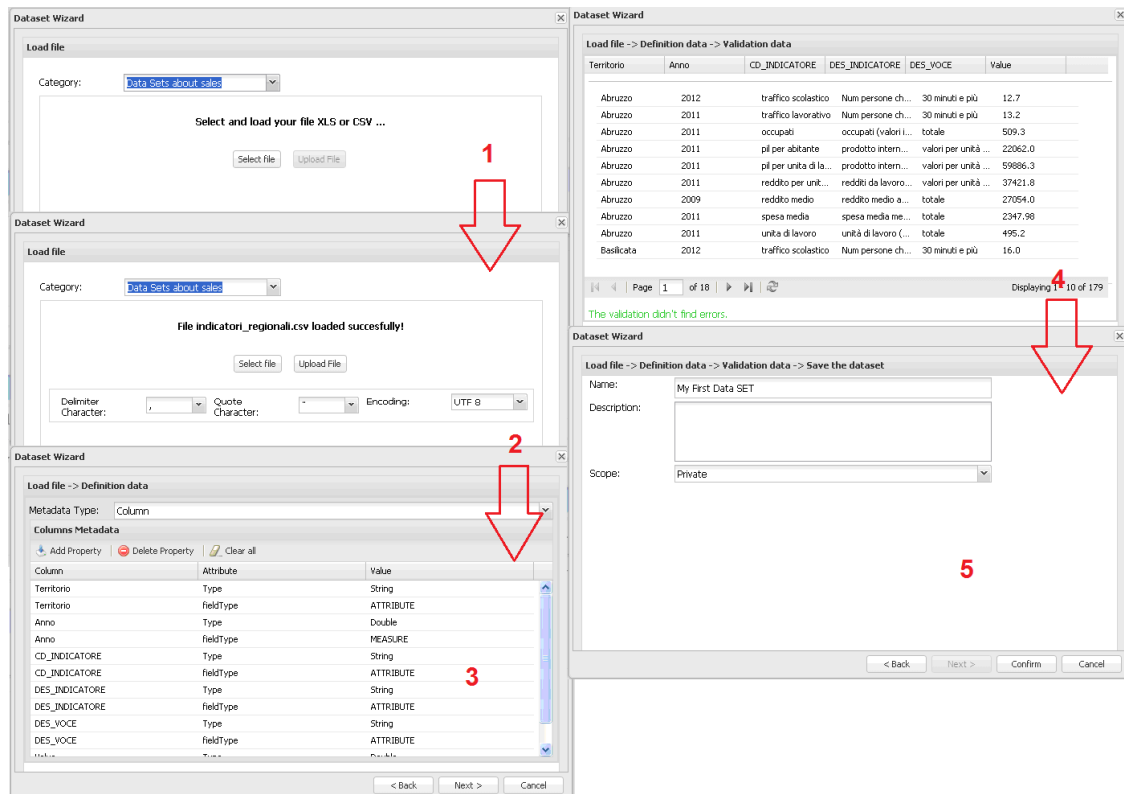 Dataset Wizard
Load file
Category: Data Sets about sales
Select and load your file XLS or CSV ...
Select file Upload File
1
Dataset Wizard
Load file
Category: Data Sets about sales
File indicatori_regionali.csv loaded succesfully!
Select file Upload File
Delimiter Character: , Quote Character: " Encoding: UTF 8
2
Dataset Wizard
Load file -> Definition data
Metadata Type: Column
Columns Metadata
Add Property Delete Property Clear all
Column Attribute Value
Territorio Type String
Territorio fieldType ATTRIBUTE
Anno Type Double
Anno fieldType MEASURE
CD_INDICATORE Type String
CD_INDICATORE fieldType ATTRIBUTE
3
DES_INDICATORE Type String
DES_INDICATORE fieldType ATTRIBUTE
DES_VOCE Type String
DES_VOCE fieldType ATTRIBUTE
Value Type Double
< Back Next > Cancel
Dataset Wizard
Load file -> Definition data -> Validation data
Territorio Anno CD_INDICATORE DES_INDICATORE DES_VOCE Value
Abruzzo 2012 traffico scolastico Num persone ch... 30 minuti e più 12.7
Abruzzo 2011 traffico lavorativo Num persone ch... 30 minuti e più 13.2
Abruzzo 2011 occupati occupati (valori i... totale 509.3
Abruzzo 2011 pil per abitante prodotto intern... valori per unità ... 22062.0
Abruzzo 2011 pil per unita di la... prodotto intern... valori per unità ... 59886.3
Abruzzo 2011 reddito per unit... redditi da lavoro... valori per unità ... 37421.8
Abruzzo 2009 reddito medio reddito medio a... totale 27054.0
Abruzzo 2011 spesa media spesa media me... totale 2347.98
Abruzzo 2011 unita di lavoro unità di lavoro (... totale 495.2
Basilicata 2012 traffico scolastico Num persone ch... 30 minuti e più 16.0
4
Page 1 of 18 Displaying 1 - 10 of 179
The validation didn't find errors.
Dataset Wizard
Load file -> Definition data -> Validation data -> Save the dataset
Name: My First Data SET
Description:
Scope: Private
5
< Back Next > Confirm Cancel